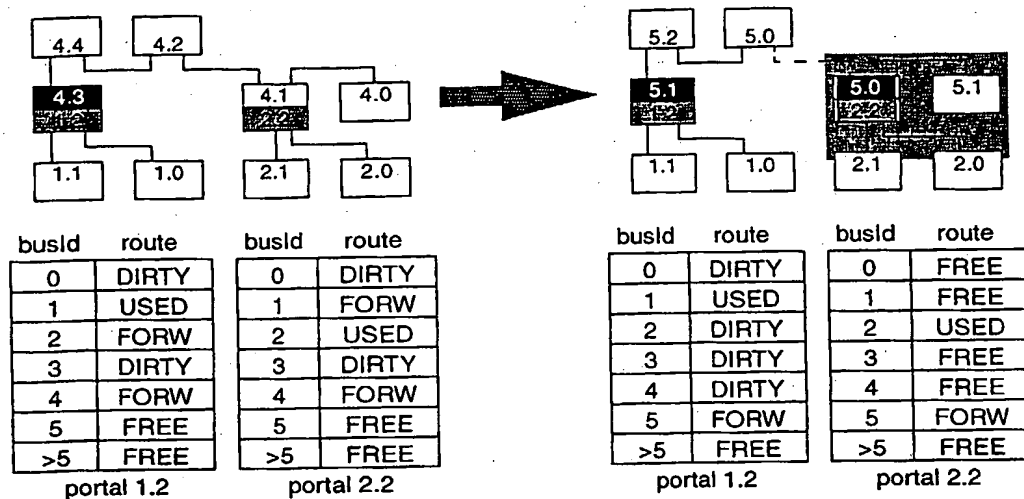 4.4 4.2
4.3
1.2
4.1
2.2
4.0
1.1 1.0 2.1 2.0
5.2 5.0
5.1
1.2
5.0
2.2
5.1
1.1 1.0 2.1 2.0
busId route
0 DIRTY
1 USED
2 FORW
3 DIRTY
4 FORW
5 FREE
>5 FREE
portal 1.2
busId route
0 DIRTY
1 FORW
2 USED
3 DIRTY
4 FORW
5 FREE
>5 FREE
portal 2.2
busId route
0 DIRTY
1 USED
2 DIRTY
3 DIRTY
4 DIRTY
5 FORW
>5 FREE
portal 1.2
busId route
0 FREE
1 FREE
2 USED
3 FREE
4 FREE
5 FORW
>5 FREE
portal 2.2